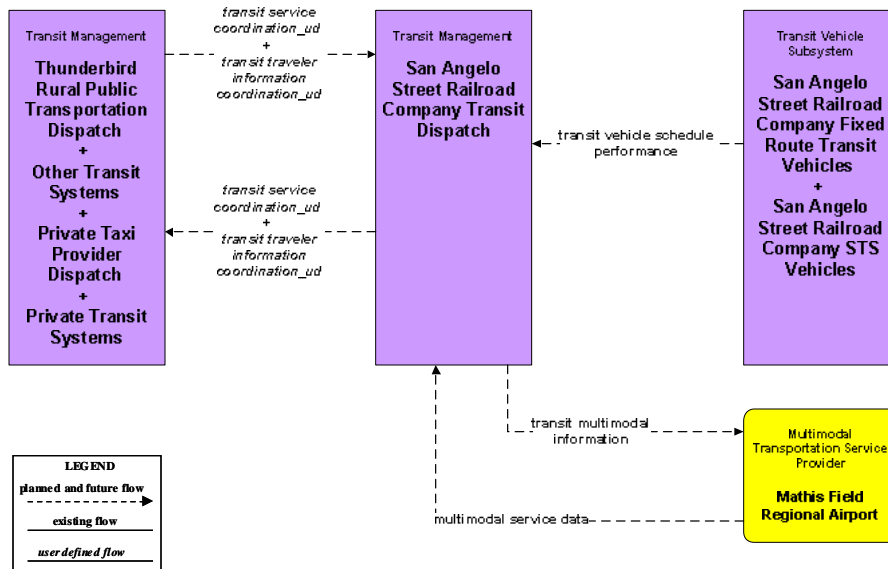 Transit Management
Thunderbird
Rural Public
Transportation
Dispatch
+
Other Transit
Systems
+
Private Taxi
Provider
Dispatch
+
Private Transit
Systems
transit service
coordination_ud
+
transit traveler
information
coordination_ud
transit service
coordination_ud
+
transit traveler
information
coordination_ud
Transit Management
San Angelo
Street Railroad
Company Transit
Dispatch
transit vehicle schedule
performance
Transit Vehicle
Subsystem
San Angelo
Street Railroad
Company Fixed
Route Transit
Vehicles
+
San Angelo
Street Railroad
Company STS
Vehicles
transit multimodal
information
multimodal service data
Multimodal
Transportation Service
Provider
Mathis Field
Regional Airport
LEGEND
planned and future flow
existing flow
user defined flow